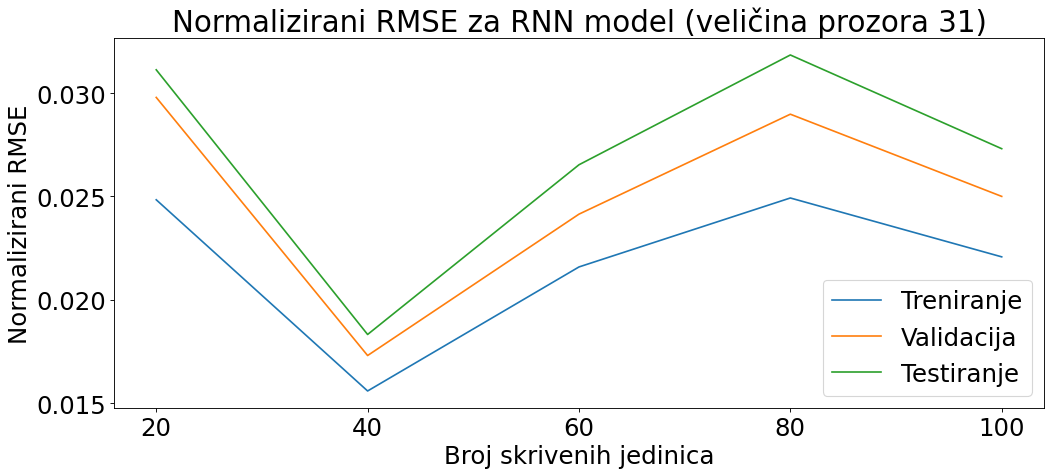 Normalizirani RMSE za RNN model (veličina prozora 31)
Normalizirani RMSE
0.030
0.025
0.020
0.015
Treniranje
Validacija
Testiranje
20 40 60 80 100
Broj skrivenih jedinica